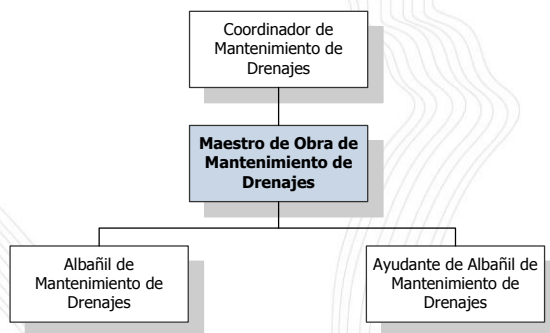 Coordinador de
Mantenimiento de
Drenajes
Maestro de Obra de
Mantenimiento de
Drenajes
Albañil de
Mantenimiento de
Drenajes
Ayudante de Albañil de
Mantenimiento de
Drenajes